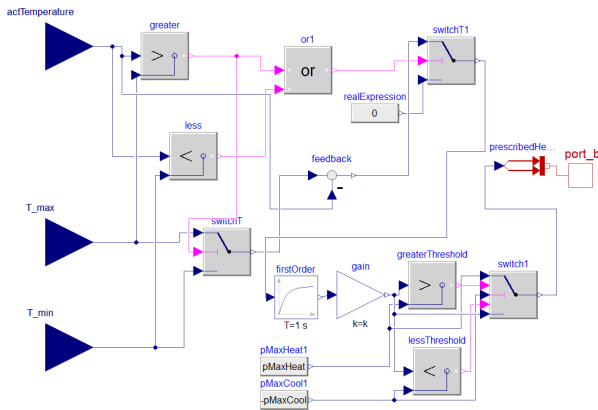 actTemperature
greater
>
or1
or
switchT1
realExpression
0
less
<
prescribedHe...
port_b
feedback
-
T_max
switchT
T_min
firstOrder
T=1 s
gain
k=k
greaterThreshold
>
switch1
pMaxHeat1
pMaxHeat
lessThreshold
<
pMaxCool1
-pMaxCool